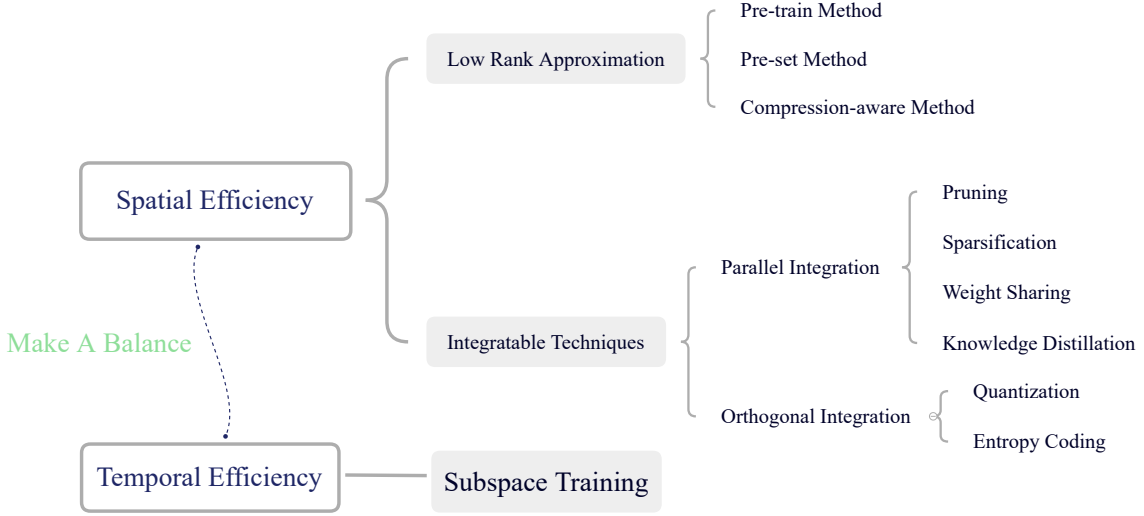 Pre-train Method
Low Rank Approximation
Pre-set Method
Compression-aware Method
Spatial Efficiency
Pruning
Sparsification
Parallel Integration
Weight Sharing
Make A Balance
Integratable Techniques
Knowledge Distillation
Quantization
Orthogonal Integration
Entropy Coding
Temporal Efficiency
Subspace Training